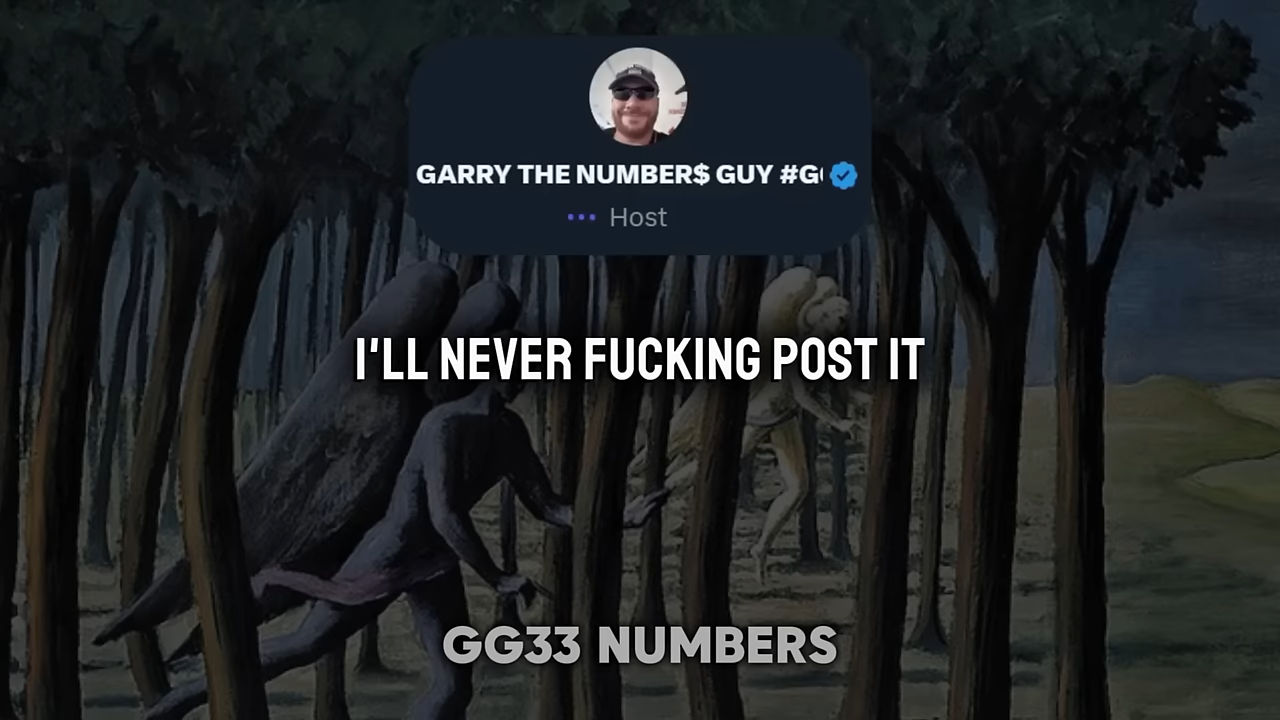 GARRY THE NUMBER$ GUY #G
Host
I'LL NEVER FUCKING POST IT
GG33 NUMBERS